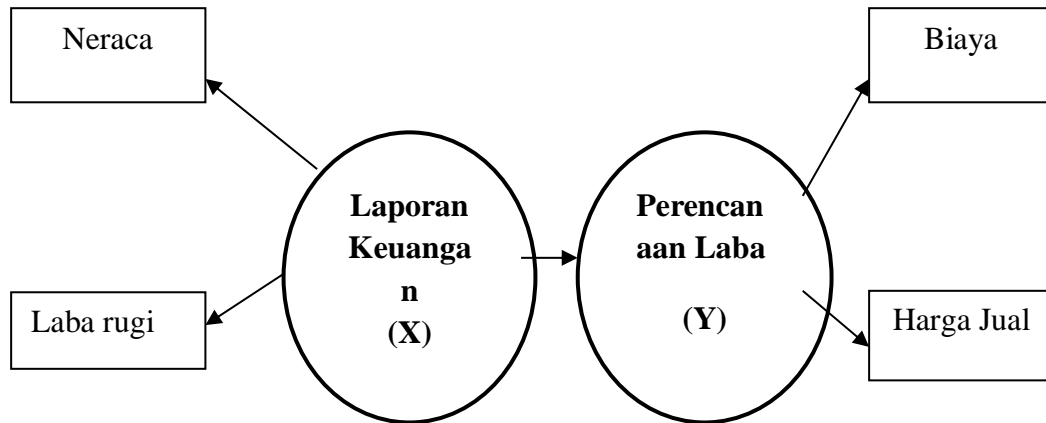 Neraca
Biaya
Laporan
Keuanga
n
(X)
Perencan
aan Laba
(Y)
Laba rugi
Harga Jual